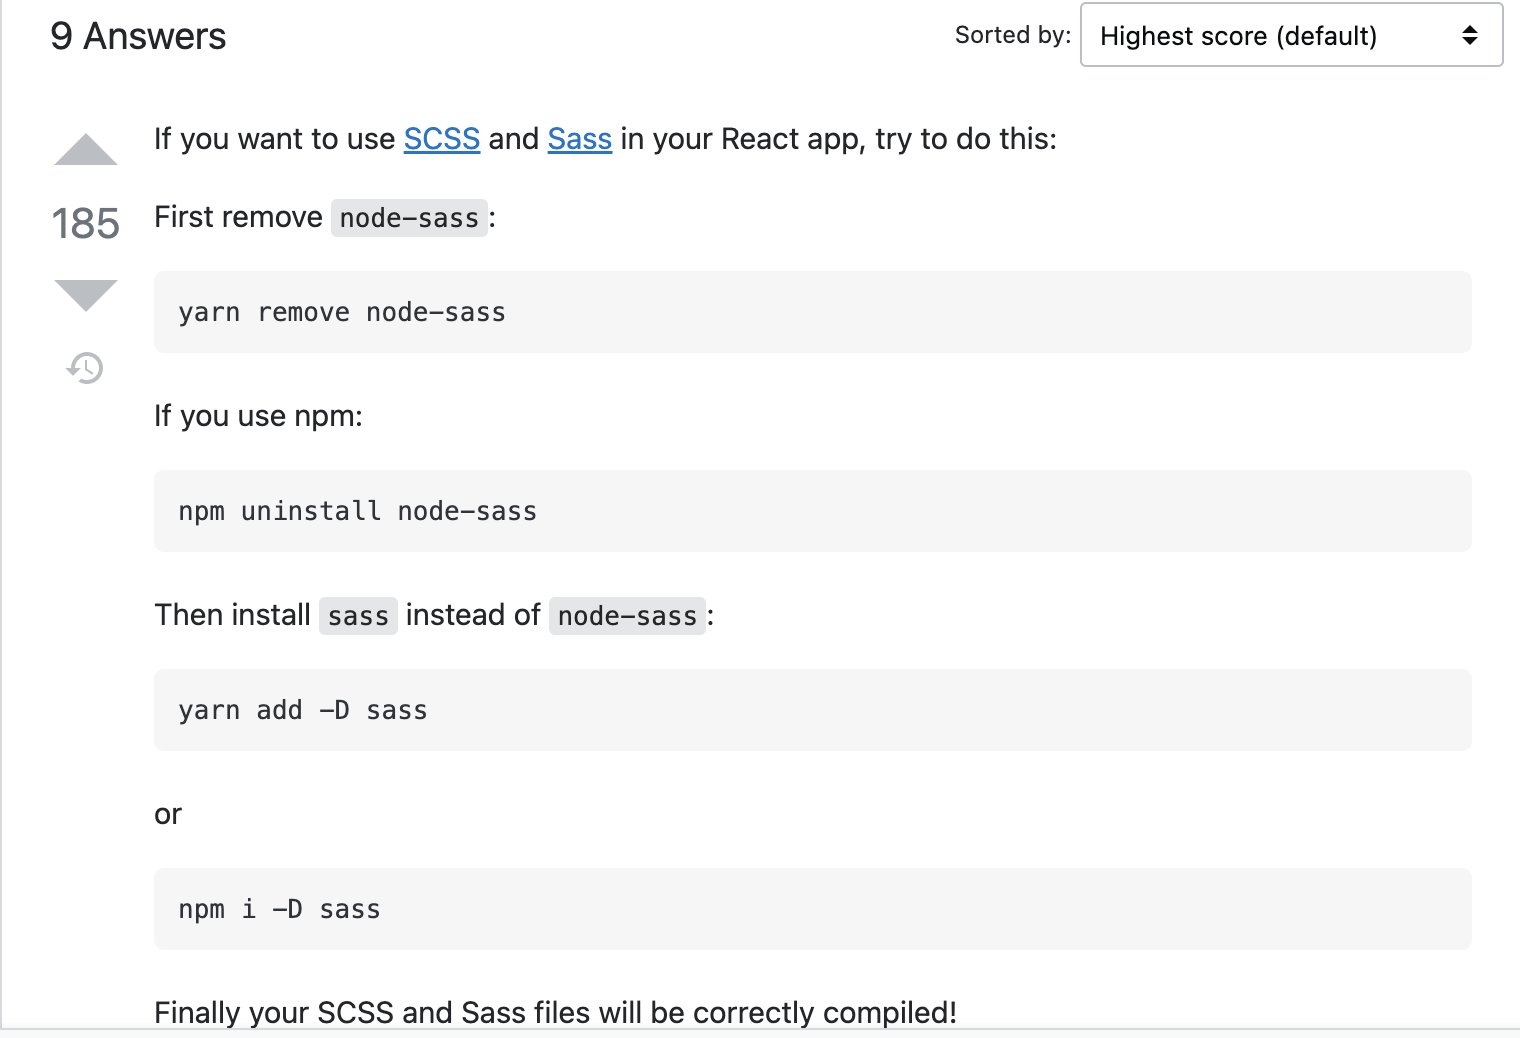 9 Answers
Sorted by: Highest score (default)
If you want to use SCSS and Sass in your React app, try to do this:
185
First remove node-sass:
yarn remove node-sass
If you use npm:
npm uninstall node-sass
Then install sass instead of node-sass:
yarn add -D sass
or
npm i -D sass
Finally your SCSS and Sass files will be correctly compiled!